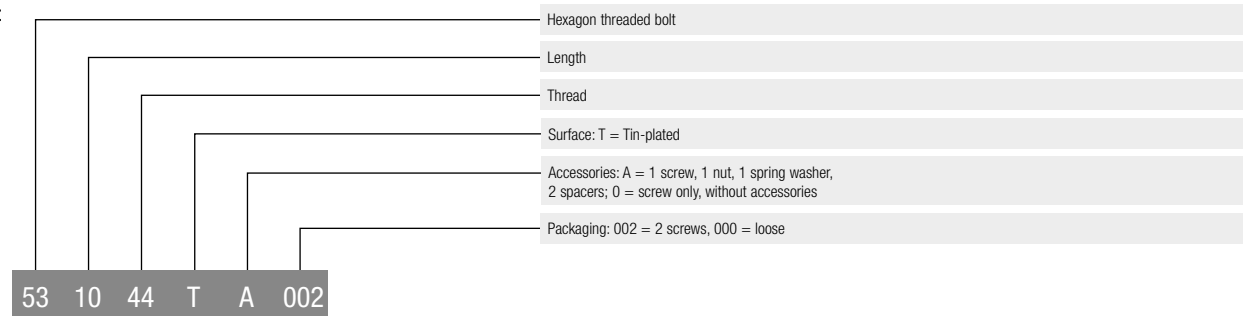 Hexagon threaded bolt
Length
Thread
Surface: T = Tin-plated
Accessories: A = 1 screw, 1 nut, 1 spring washer,
2 spacers; 0 = screw only, without accessories
Packaging: 002 = 2 screws, 000 = loose
53 10 44 T A 002